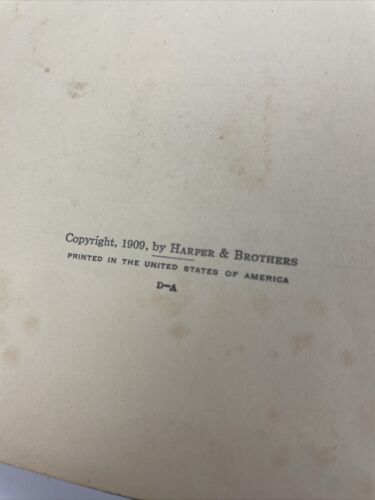 Copyright, 1909, by HARPER & BROTHERS
PRINTED IN THE UNITED STATES OF AMERICA
D-A